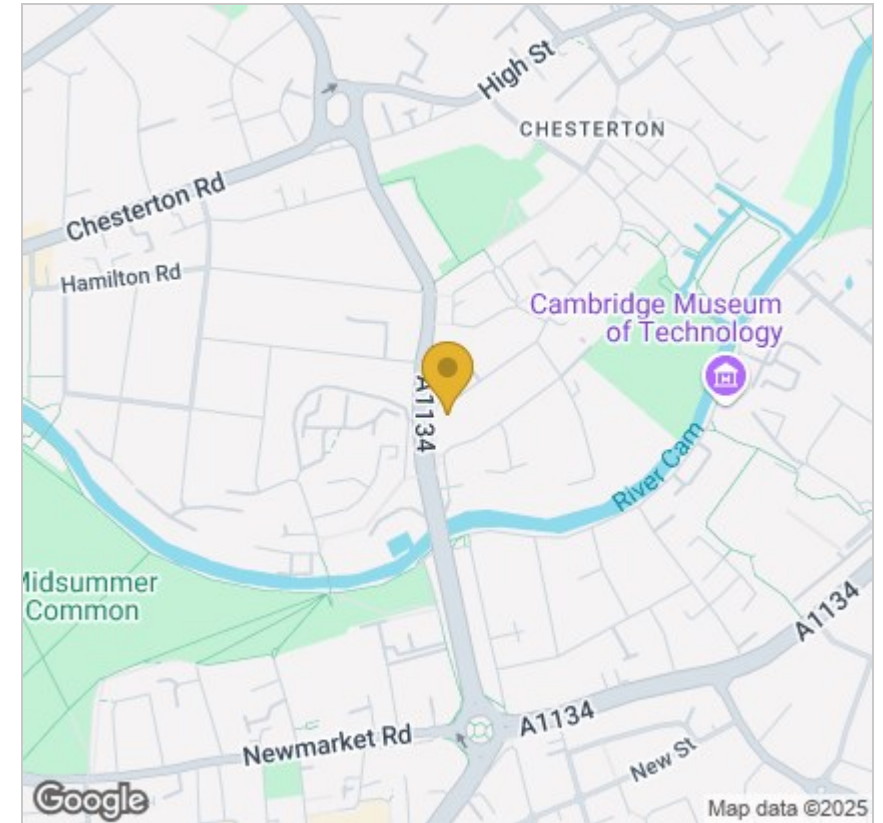 High St
CHESTERTON
Chesterton Rd
Hamilton Rd
Cambridge Museum
of Technology
A1134
River Cam
Midsummer
Common
A1134
Newmarket Rd
A1134
New St
Google
Map data ©2025